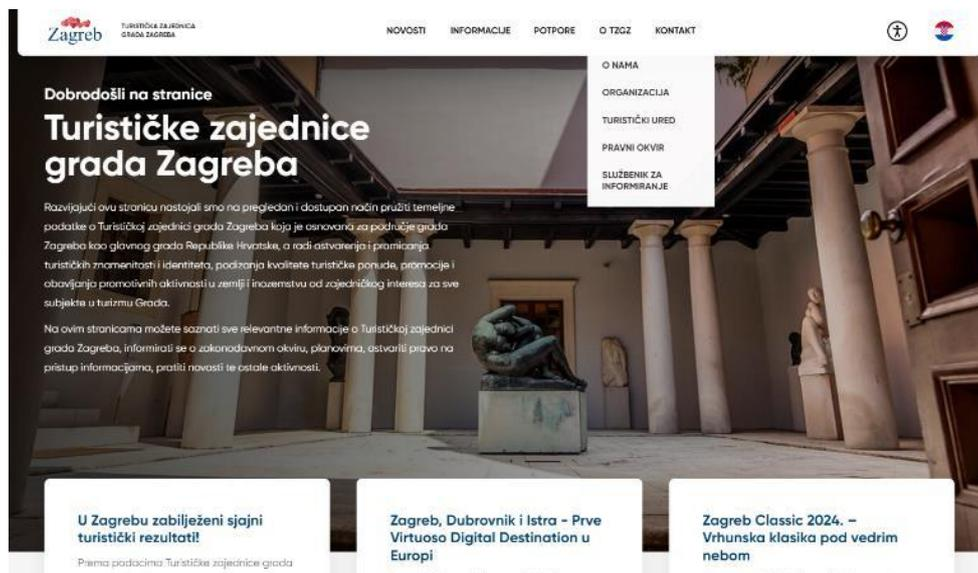 Zagreb
TURISTIČKA ZAJEDNICA
GRADA ZAGREBA
NOVOSTI
INFORMACIJE
POTPORE
O TZGZ
KONTAKT
O NAMA
ORGANIZACIJA
TURISTIČKI URED
PRAVNI OKVIR
SLUŽBENIK ZA
INFORMIRANJE
Dobrodošli na stranice
Turističke zajednice
grada Zagreba
Razvijajući ovu stranicu nastojali smo na pregledan i dostupan način pružiti temeljne
podatke o Turističkoj zajednici grada Zagreba koja je osnovana za područje grada
Zagreba kao glavnog grada Republike Hrvatske, a radi ostvarenja i promicanja
turističkih znamenitosti i identiteta, podizanja kvalitete turističke ponude, promocije i
obavljanja promotivnih aktivnosti u zemlji i inozemstvu od zajedničkog interesa za sve
subjekte u turizmu Grada.
Na ovim stranicama možete saznati sve relevantne informacije o Turističkoj zajednici
grada Zagreba, informirati se o zakonodavnom okviru, planovima, ostvariti pravo na
pristup informacijama, pratiti novosti te ostale aktivnosti.
U Zagrebu zabilježeni sjajni
turistički rezultati!
Prema podacima Turističke zajednice grada
Zagreb, Dubrovnik i Istra - Prve
Virtuoso Digital Destination u
Europi
Zagreb Classic 2024. –
Vrhunska klasika pod vedrim
nebom